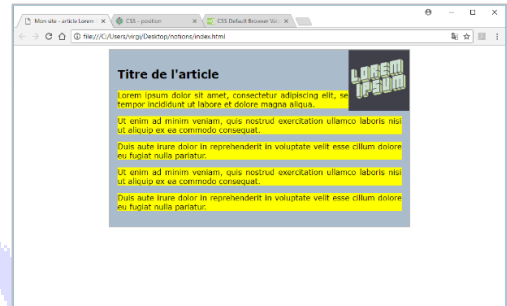 Mon site - article Lorem
CSS - position
CSS Default Browser Va
file:///C:/Users/virgi/Desktop/notions/index.html
Titre de l'article
LOREM
IPSUM
Lorem ipsum dolor sit amet, consectetur adipiscing elit, se
tempor incididunt ut labore et dolore magna aliqua.
Ut enim ad minim veniam, quis nostrud exercitation ullamco laboris nisi
ut aliquip ex ea commodo consequat.
Duis aute irure dolor in reprehenderit in voluptate velit esse cillum dolore
eu fugiat nulla pariatur.
Ut enim ad minim veniam, quis nostrud exercitation ullamco laboris nisi
ut aliquip ex ea commodo consequat.
Duis aute irure dolor in reprehenderit in voluptate velit esse cillum dolore
eu fugiat nulla pariatur.